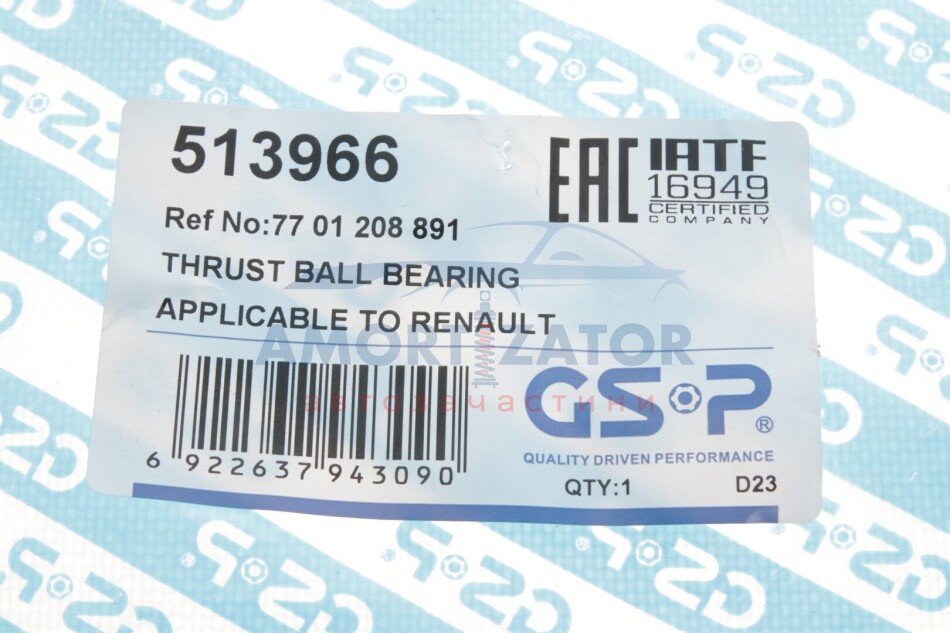 513966
EAC
IATF
16949
CERTIFIED
COMPANY
Ref No:77 01 208 891
THRUST BALL BEARING
APPLICABLE TO RENAULT
AMORTIZATOR
автозапчастини
GSP®
QUALITY DRIVEN PERFORMANCE
6 922637 943090
QTY:1
D23